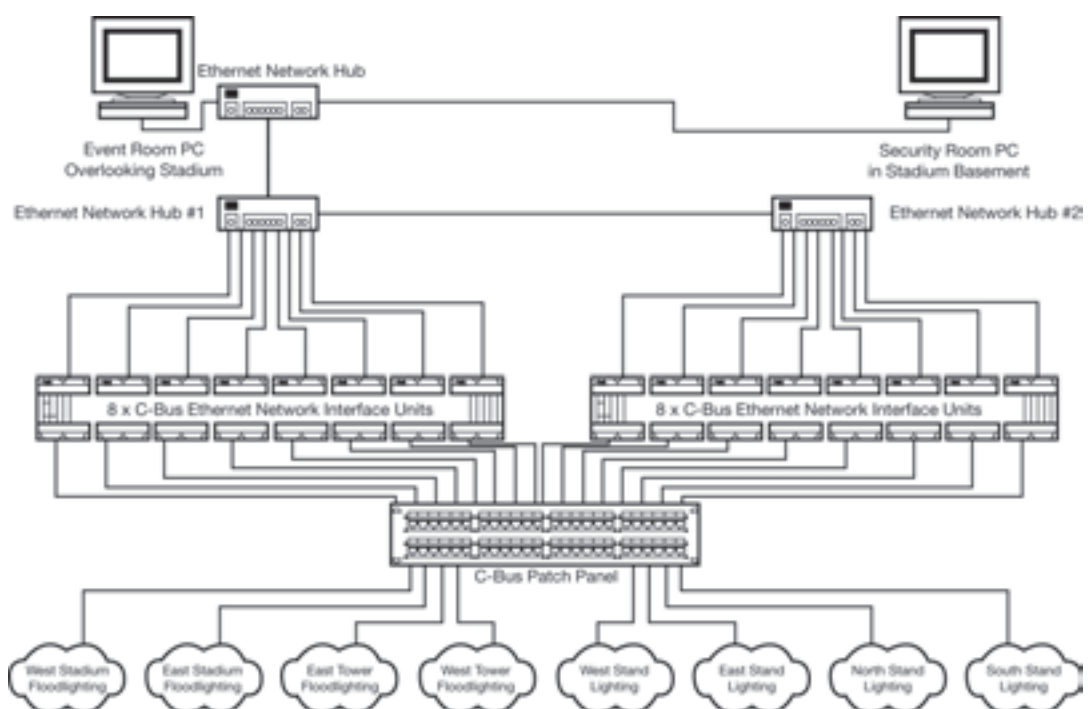 Ethernet Network Hub
Event Room PC
Overlooking Stadium
Security Room PC
in Stadium Basement
Ethernet Network Hub #1
Ethernet Network Hub #2
8 x C-Bus Ethernet Network Interface Units
8 x C-Bus Ethernet Network Interface Units
C-Bus Patch Panel
West Stadium
Floodlighting
East Stadium
Floodlighting
East Tower
Floodlighting
West Tower
Floodlighting
West Stand
Lighting
East Stand
Lighting
North Stand
Lighting
South Stand
Lighting